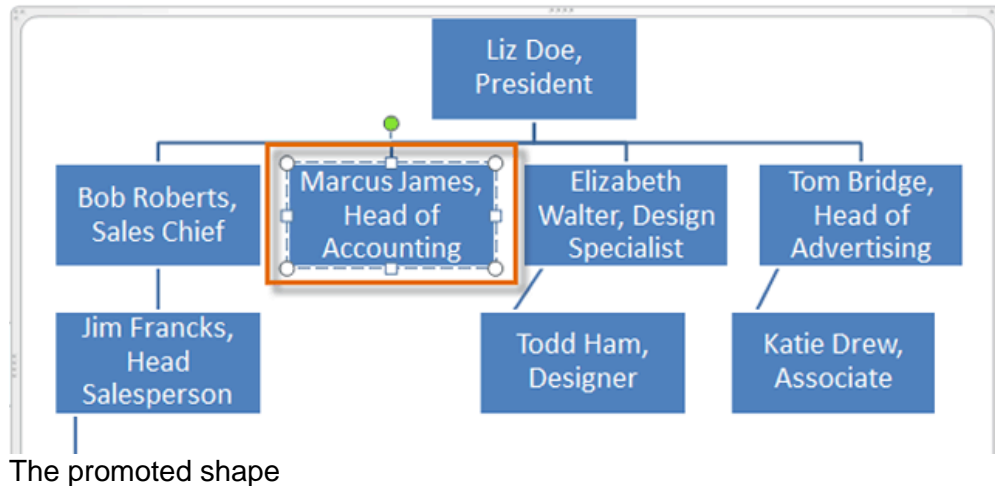 Liz Doe,
President
Bob Roberts,
Sales Chief
Marcus James,
Head of
Accounting
Elizabeth
Walter, Design
Specialist
Tom Bridge,
Head of
Advertising
Jim Francks,
Head
Salesperson
Todd Ham,
Designer
Katie Drew,
Associate
The promoted shape